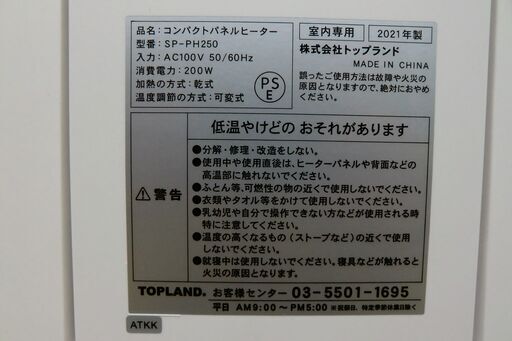 品名：コンパクトパネルヒーター
型番：SP-PH250
入力：AC100V 50/60Hz
消費電力：200W
加熱の方式：乾式
温度調節の方式：可変式
PS
E
室内専用
2021年製
株式会社トップランド
MADE IN CHINA
誤ったご使用方法は故障や火災の
原因となりますので、絶対におやめ
ください。
低温やけどの おそれがあります
警告
●分解・修理・改造をしない。
●使用中や使用直後は、ヒーターパネルや背面などの
高温部に触れないでください。
●ふとん等、可燃性の物の近くで使用しないでください。
●衣類やタオル等をかけて使用しないでください。
●乳幼児や自分で操作できない方などが使用される時
特に注意してください。
●温度の高くなるもの（ストーブなど）の近くで使用
しないでください。
●就寝中は使用しないでください。寝具などが触れると
火災の原因となります。
TOPLAND. お客様センター 03-5501-1695
平日 AM9:00～PM5:00 ※祝祭日、特定季節休業日除く
ATKK